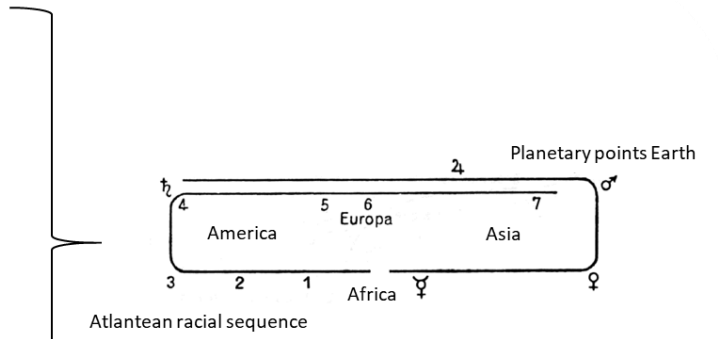 Planetary points Earth
♃
♄ ♂
4 5 6 7
Europa
America Asia
3 2 1 Africa ☿ ♀
Atlantean racial sequence